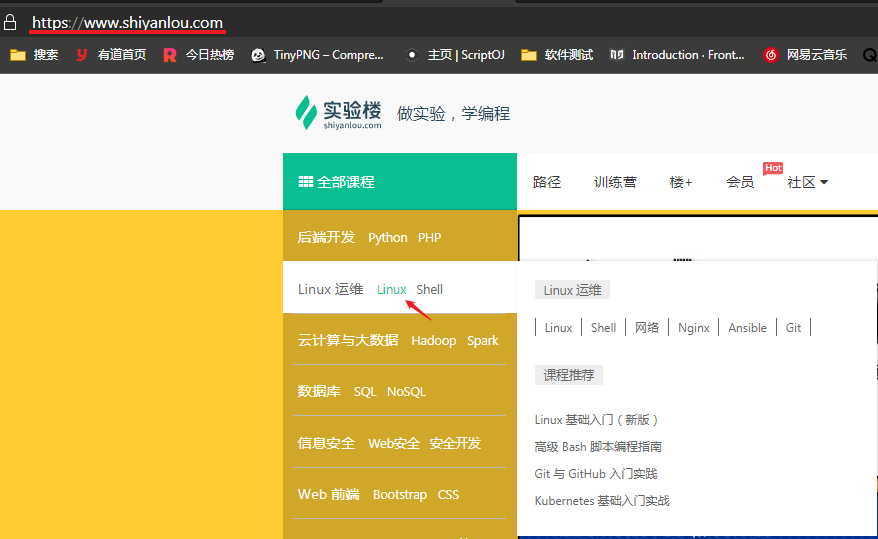 https://www.shiyanlou.com
搜索 有道首页 今日热榜 TinyPNG – Compre... 主页 | ScriptOJ 软件测试 Introduction · Front... 网易云音乐
实验楼 做实验，学编程
shiyanlou.com
全部课程 路径 训练营 楼+ 会员 Hot 社区
后端开发 Python PHP
Linux 运维 Linux Shell
云计算与大数据 Hadoop Spark
数据库 SQL NoSQL
信息安全 Web安全 安全开发
Web 前端 Bootstrap CSS
Linux 运维
Linux Shell 网络 Nginx Ansible Git
课程推荐
Linux 基础入门（新版）
高级 Bash 脚本编程指南
Git 与 GitHub 入门实践
Kubernetes 基础入门实战